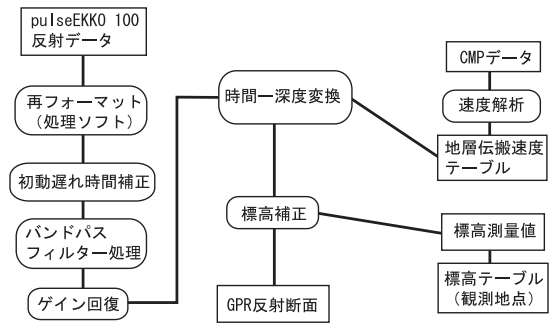 pulseEKKO 100
反射データ
再フォーマット
（処理ソフト）
初動遅れ時間補正
バンドパス
フィルター処理
ゲイン回復
時間ー深度変換
標高補正
GPR反射断面
CMPデータ
速度解析
地層伝搬速度
テーブル
標高測量値
標高テーブル
（観測地点）